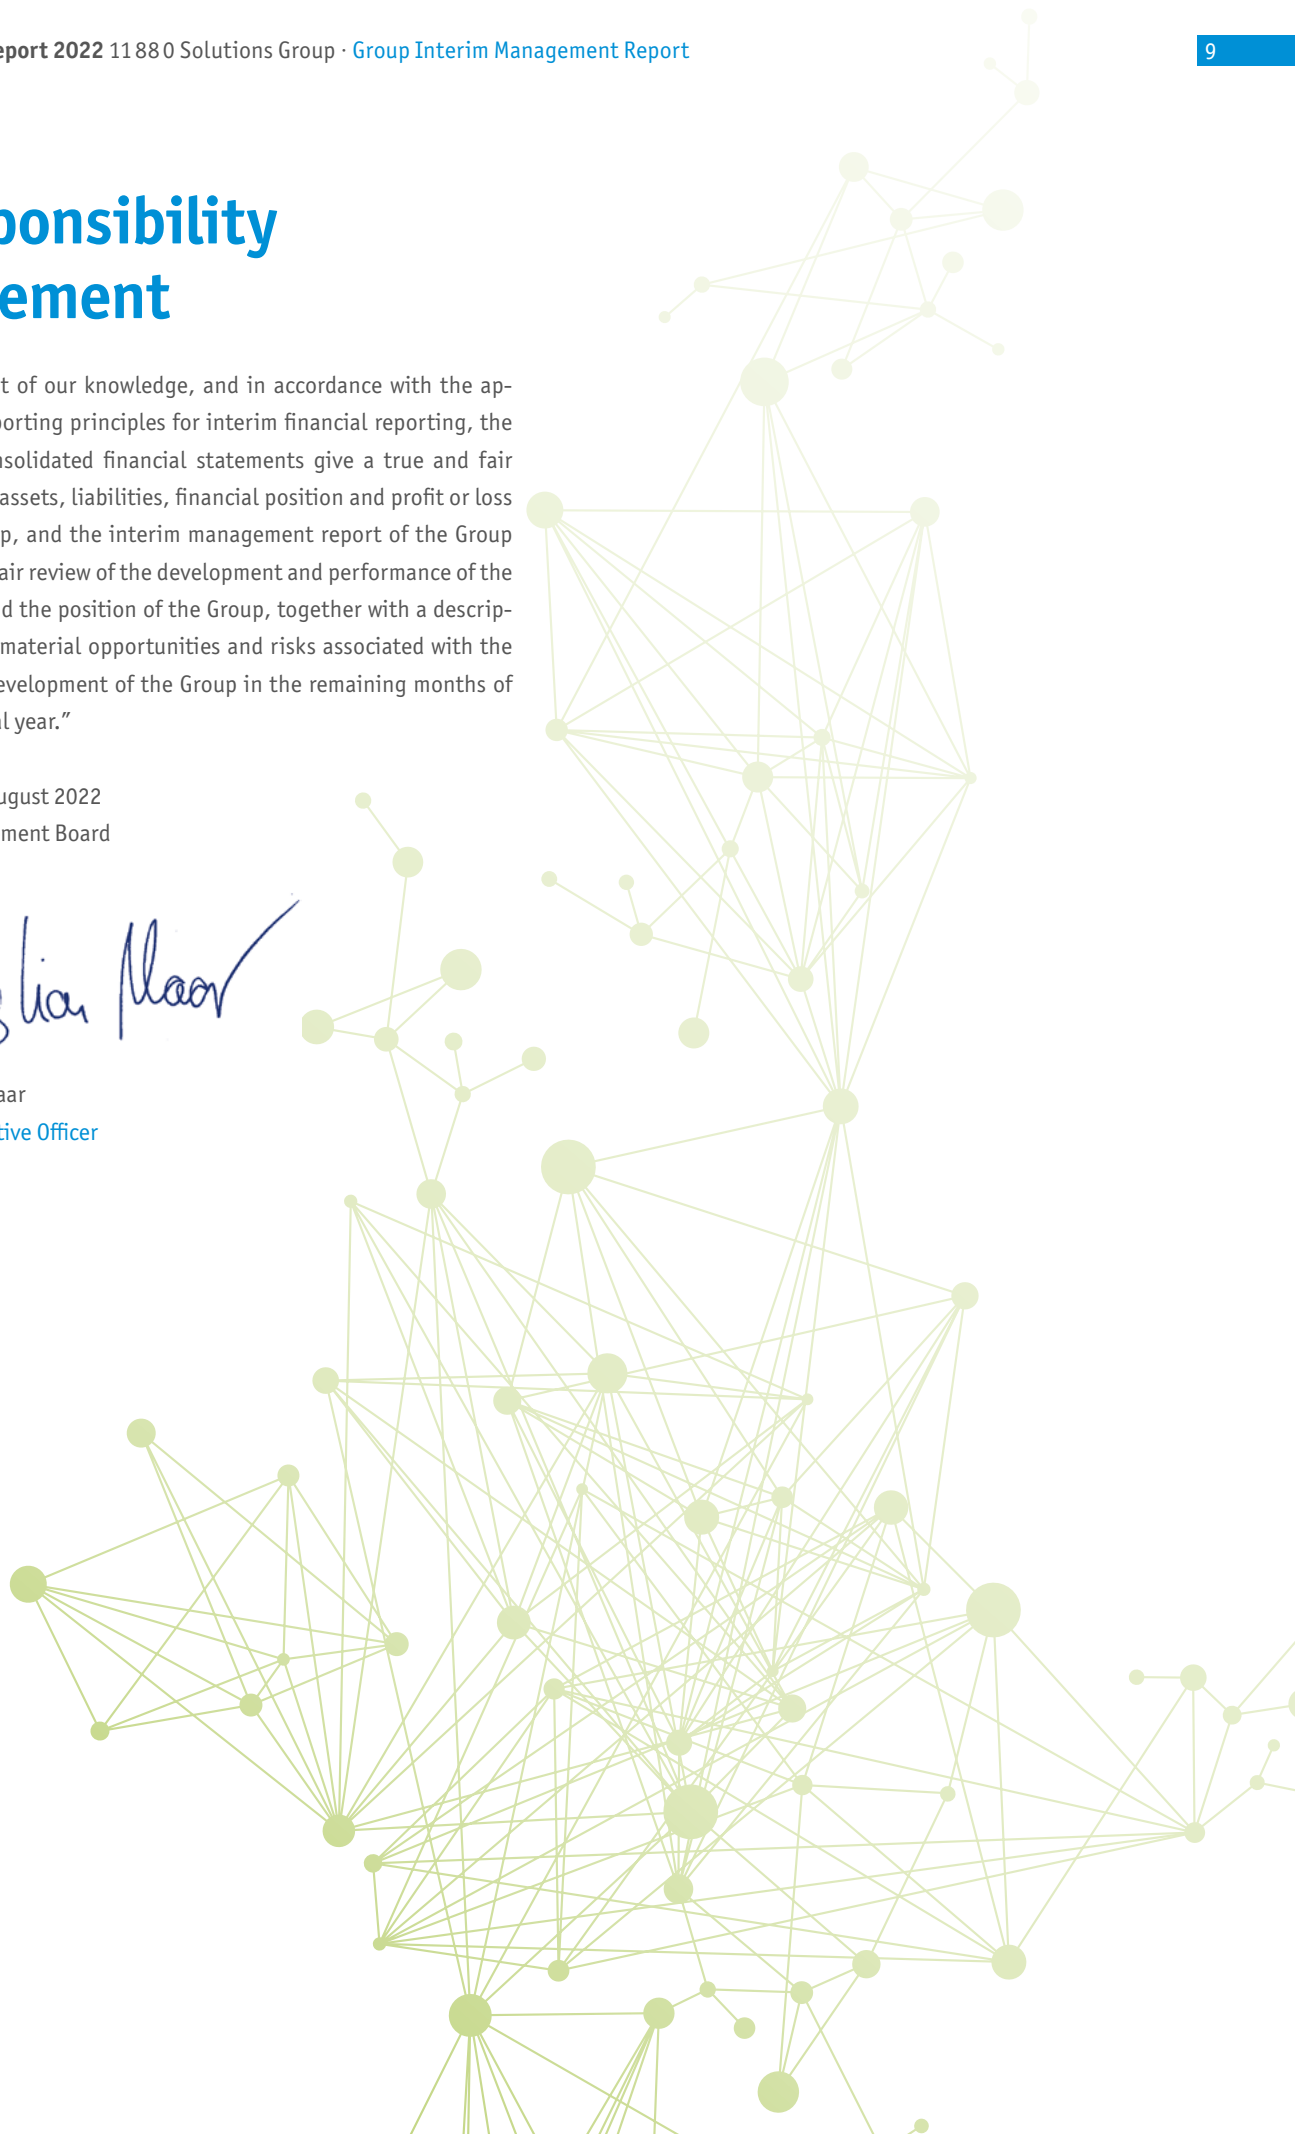 eport 2022 11880 Solutions Group · Group Interim Management Report
9
ponsibility
ement
t of our knowledge, and in accordance with the ap-
porting principles for interim financial reporting, the
nsolidated financial statements give a true and fair
assets, liabilities, financial position and profit or loss
p, and the interim management report of the Group
air review of the development and performance of the
d the position of the Group, together with a descrip-
material opportunities and risks associated with the
evelopment of the Group in the remaining months of
l year.”
ugust 2022
ment Board
lian Maar
aar
tive Officer